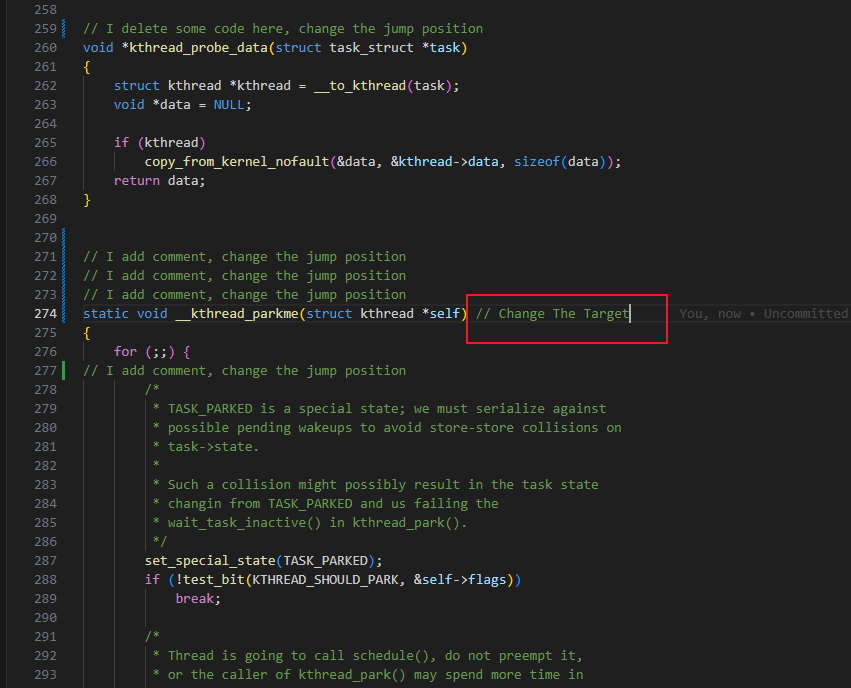 258
259 // I delete some code here, change the jump position
260 void *kthread_probe_data(struct task_struct *task)
261 {
262     struct kthread *kthread = __to_kthread(task);
263     void *data = NULL;
264
265     if (kthread)
266         copy_from_kernel_nofault(&data, &kthread->data, sizeof(data));
267     return data;
268 }
269
270
271 // I add comment, change the jump position
272 // I add comment, change the jump position
273 // I add comment, change the jump position
274 static void __kthread_parkme(struct kthread *self) // Change The Target You, now • Uncommitted
275 {
276     for (;;) {
277 // I add comment, change the jump position
278         /*
279          * TASK_PARKED is a special state; we must serialize against
280          * possible pending wakeups to avoid store-store collisions on
281          * task->state.
282          *
283          * Such a collision might possibly result in the task state
284          * changin from TASK_PARKED and us failing the
285          * wait_task_inactive() in kthread_park().
286          */
287         set_special_state(TASK_PARKED);
288         if (!test_bit(KTHREAD_SHOULD_PARK, &self->flags))
289             break;
290
291         /*
292          * Thread is going to call schedule(), do not preempt it,
293          * or the caller of kthread_park() may spend more time in